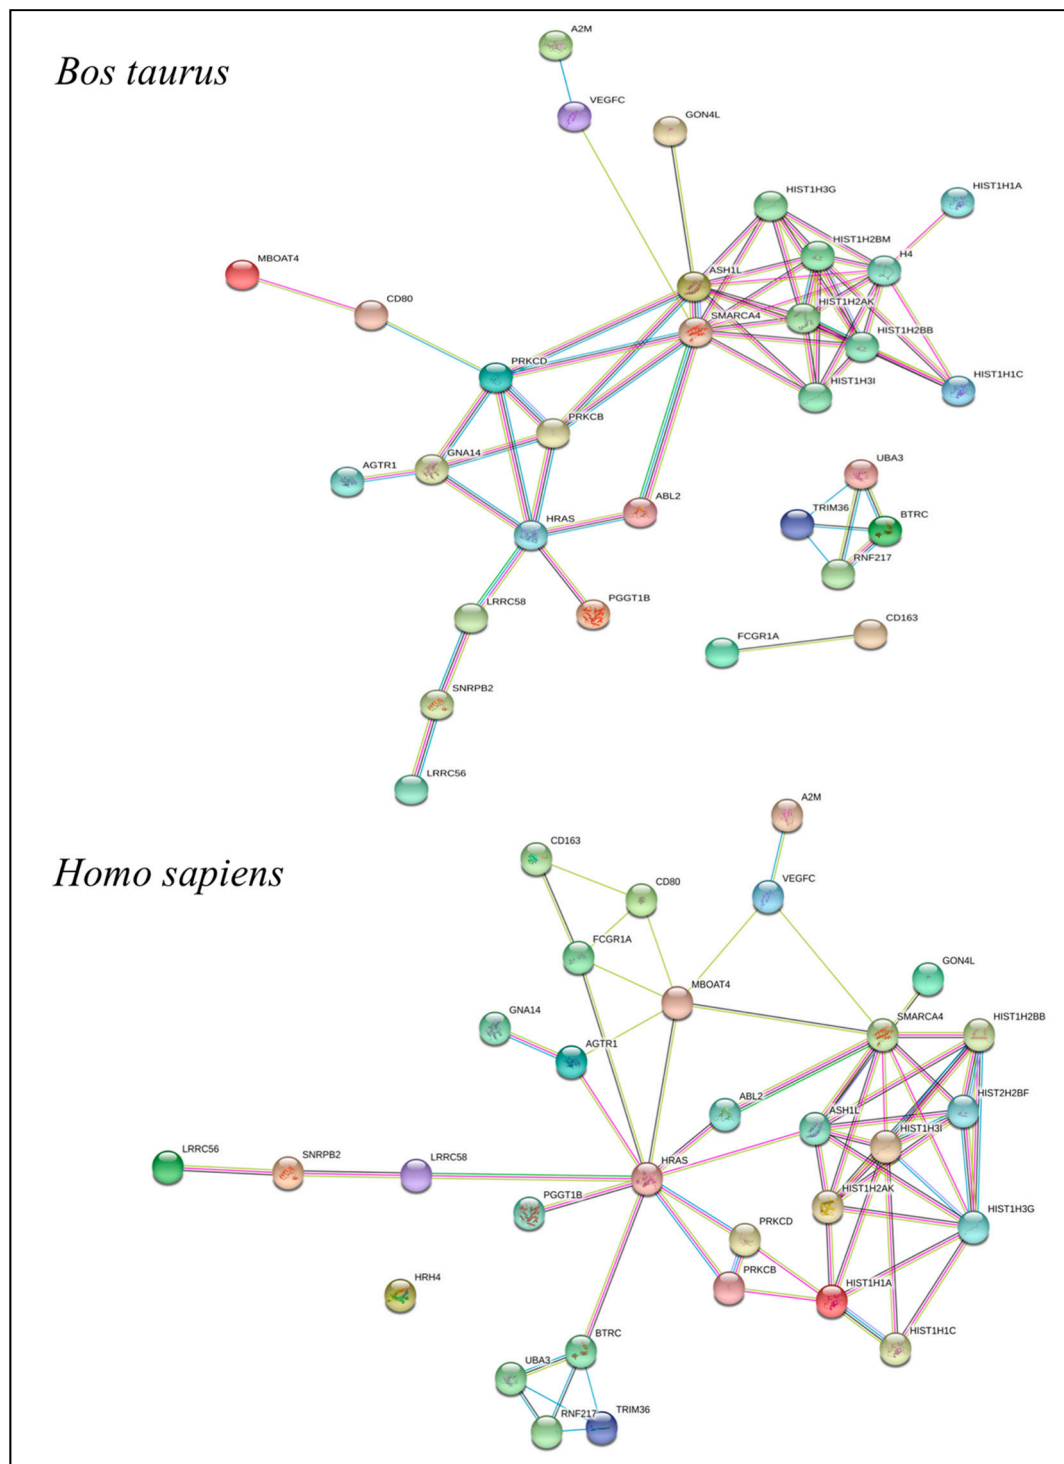 Bos taurus
A2M
VEGFC
GON4L
HIST1H3G
HIST1H1A
HIST1H2BM
H4
MBOAT4
ASH1L
CD80
SMARCA4
HIST1H2AK
HIST1H2BB
PRKCD
HIST1H3I
HIST1H1C
PRKCB
AGTR1
GNA14
UBA3
ABL2
TRIM36
BTRC
HRAS
RNF217
LRRC58
PGGT1B
CD163
FCGR1A
SNRPB2
LRRC56
Homo sapiens
A2M
CD163
CD80
VEGFC
FCGR1A
GON4L
MBOAT4
GNA14
SMARCA4
HIST1H2BB
AGTR1
ABL2
HIST2H2BF
ASH1L
HIST1H3I
LRRC56
SNRPB2
LRRC58
HRAS
HIST1H2AK
PGGT1B
HIST1H3G
PRKCD
PRKCB
HRH4
HIST1H1A
HIST1H1C
BTRC
UBA3
RNF217
TRIM36